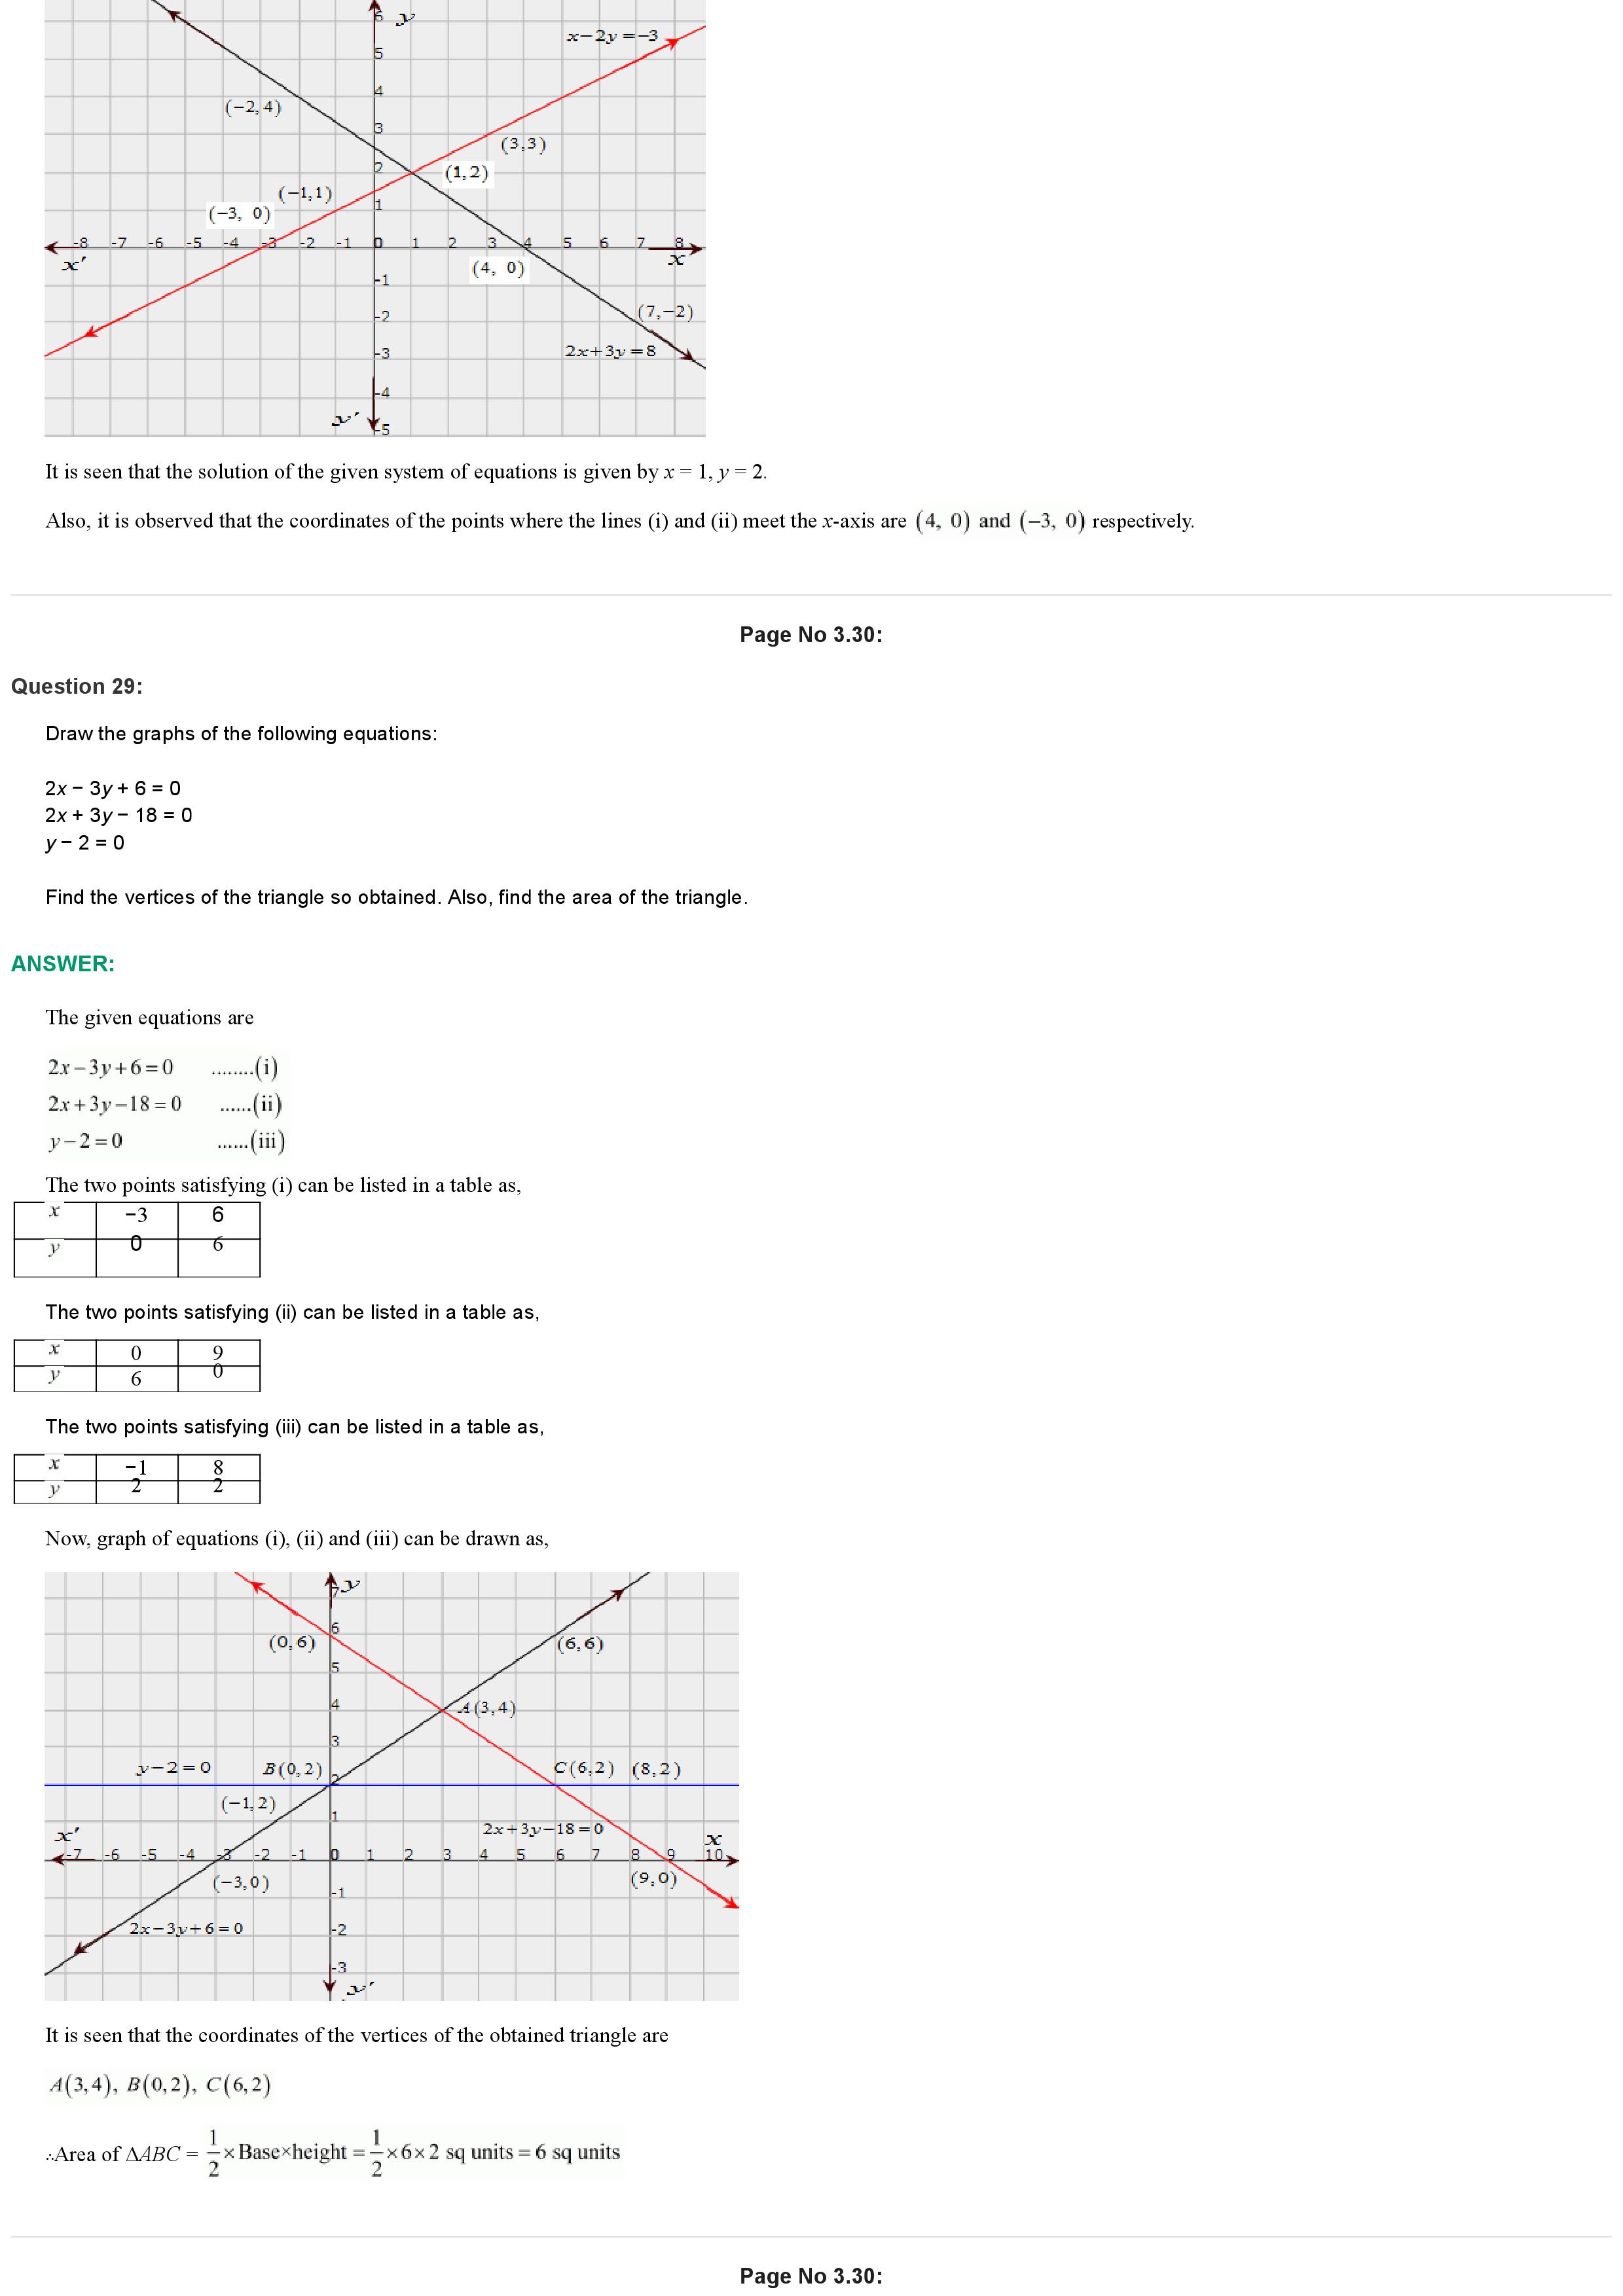 6 y
x−2y=−3
5
4
(−2,4)
3
(3,3)
2
(1,2)
(−1,1)
1
(−3, 0)
-8 -7 -6 -5 -4 -3 -2 -1 0 1 2 3 4 5 6 7 8
x′ x
(4, 0)
-1
(7,−2)
-2
2x+3y=8
-3
-4
y′
-5
It is seen that the solution of the given system of equations is given by x = 1, y = 2.
Also, it is observed that the coordinates of the points where the lines (i) and (ii) meet the x-axis are (4, 0) and (−3, 0) respectively.
Page No 3.30:
Question 29:
Draw the graphs of the following equations:
2x − 3y + 6 = 0
2x + 3y − 18 = 0
y − 2 = 0
Find the vertices of the triangle so obtained. Also, find the area of the triangle.
ANSWER:
The given equations are
2x−3y+6=0 ........(i)
2x+3y−18=0 ......(ii)
y−2=0 ......(iii)
The two points satisfying (i) can be listed in a table as,
x −3 6
y 0 6
The two points satisfying (ii) can be listed in a table as,
x 0 9
y 6 0
The two points satisfying (iii) can be listed in a table as,
x −1 8
y 2 2
Now, graph of equations (i), (ii) and (iii) can be drawn as,
7 y
6
(0,6) (6,6)
5
4
A(3,4)
3
y−2=0 B(0,2) C(6,2) (8,2)
2
(−1,2)
1
2x+3y−18=0
x′ x
-7 -6 -5 -4 -3 -2 -1 0 1 2 3 4 5 6 7 8 9 10
(−3,0) (9,0)
-1
2x−3y+6=0
-2
-3
y′
It is seen that the coordinates of the vertices of the obtained triangle are
A(3,4), B(0,2), C(6,2)
∴Area of ΔABC = 1/2 × Base×height = 1/2 ×6×2 sq units = 6 sq units
Page No 3.30: